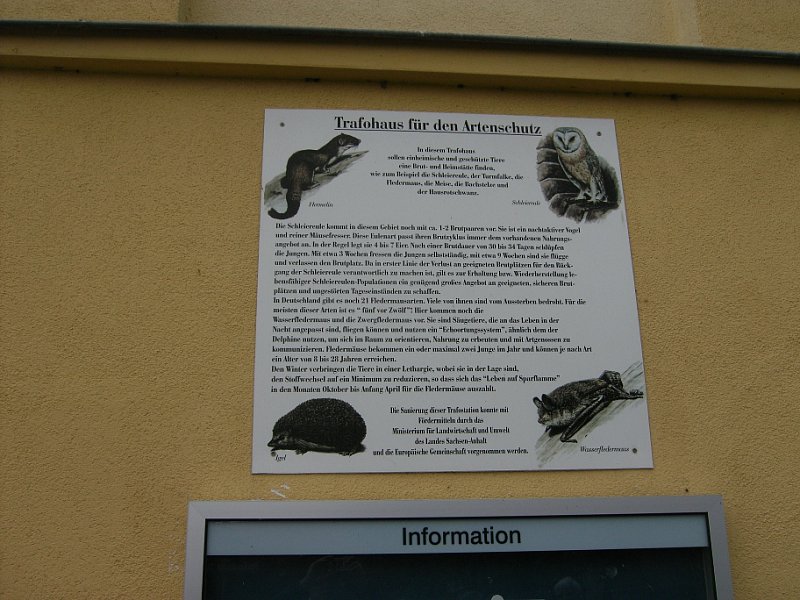 Trafohaus für den Artenschutz
In diesem Trafohaus
sollen einheimische und geschützte Tiere
eine Brut- und Heimstätte finden,
wie zum Beispiel die Schleiereule, der Turmfalke, die
Fledermaus, die Meise, die Bachstelze und
der Hausrotschwanz.
Hermelin
Schleiereule
Die Schleiereule kommt in diesem Gebiet noch mit ca. 1-2 Brutpaaren vor. Sie ist ein nachtaktiver Vogel
und reiner Mäusefresser. Diese Eulenart passt ihren Brutzyklus immer dem vorhandenen Nahrungs-
angebot an. In der Regel legt sie 4 bis 7 Eier. Nach einer Brutdauer von 30 bis 34 Tagen schlüpfen
die Jungen. Mit etwa 3 Wochen fressen die Jungen selbstständig, mit etwa 9 Wochen sind sie flügge
und verlassen den Brutplatz. Da in erster Linie der Verlust an geeigneten Brutplätzen für den Rück-
gang der Schleiereule verantwortlich zu machen ist, gilt es zur Erhaltung bzw. Wiederherstellung le-
bensfähiger Schleiereulen-Populationen ein genügend großes Angebot an geeigneten, sicheren Brut-
plätzen und ungestörten Tageseinständen zu schaffen.
In Deutschland gibt es noch 21 Fledermausarten. Viele von ihnen sind vom Aussterben bedroht. Für die
meisten dieser Arten ist es "fünf vor Zwölf"! Hier kommen noch die
Wasserfledermaus und die Zwergfledermaus vor. Sie sind Säugetiere, die an das Leben in der
Nacht angepasst sind, fliegen können und nutzen ein "Echoortungssystem", ähnlich dem der
Delphine nutzen, um sich im Raum zu orientieren, Nahrung zu erbeuten und mit Artgenossen zu
kommunizieren. Fledermäuse bekommen ein oder maximal zwei Junge im Jahr und können je nach Art
ein Alter von 8 bis 28 Jahren erreichen.
Den Winter verbringen die Tiere in einer Lethargie, wobei sie in der Lage sind,
den Stoffwechsel auf ein Minimum zu reduzieren, so dass sich das "Leben auf Sparflamme"
in den Monaten Oktober bis Anfang April für die Fledermäuse auszahlt.
Die Sanierung dieser Trafostation konnte mit
Fördermitteln durch das
Ministerium für Landwirtschaft und Umwelt
des Landes Sachsen-Anhalt
und die Europäische Gemeinschaft vorgenommen werden.
Igel
Wasserfledermaus
Information